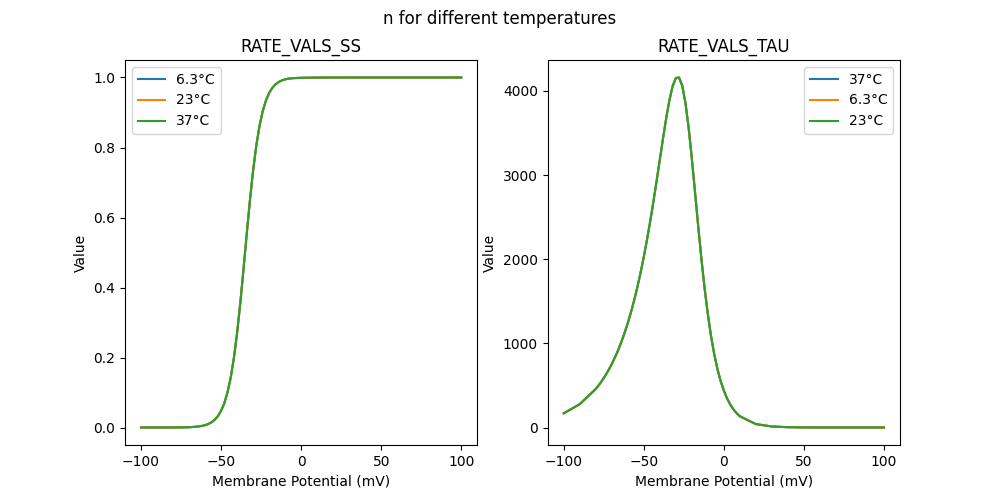 n for different temperatures
RATE_VALS_SS
1.0
0.8
0.6
0.4
0.2
0.0
Value
6.3°C
23°C
37°C
−100
−50
0
50
100
Membrane Potential (mV)
RATE_VALS_TAU
4000
3000
2000
1000
0
Value
37°C
6.3°C
23°C
−100
−50
0
50
100
Membrane Potential (mV)